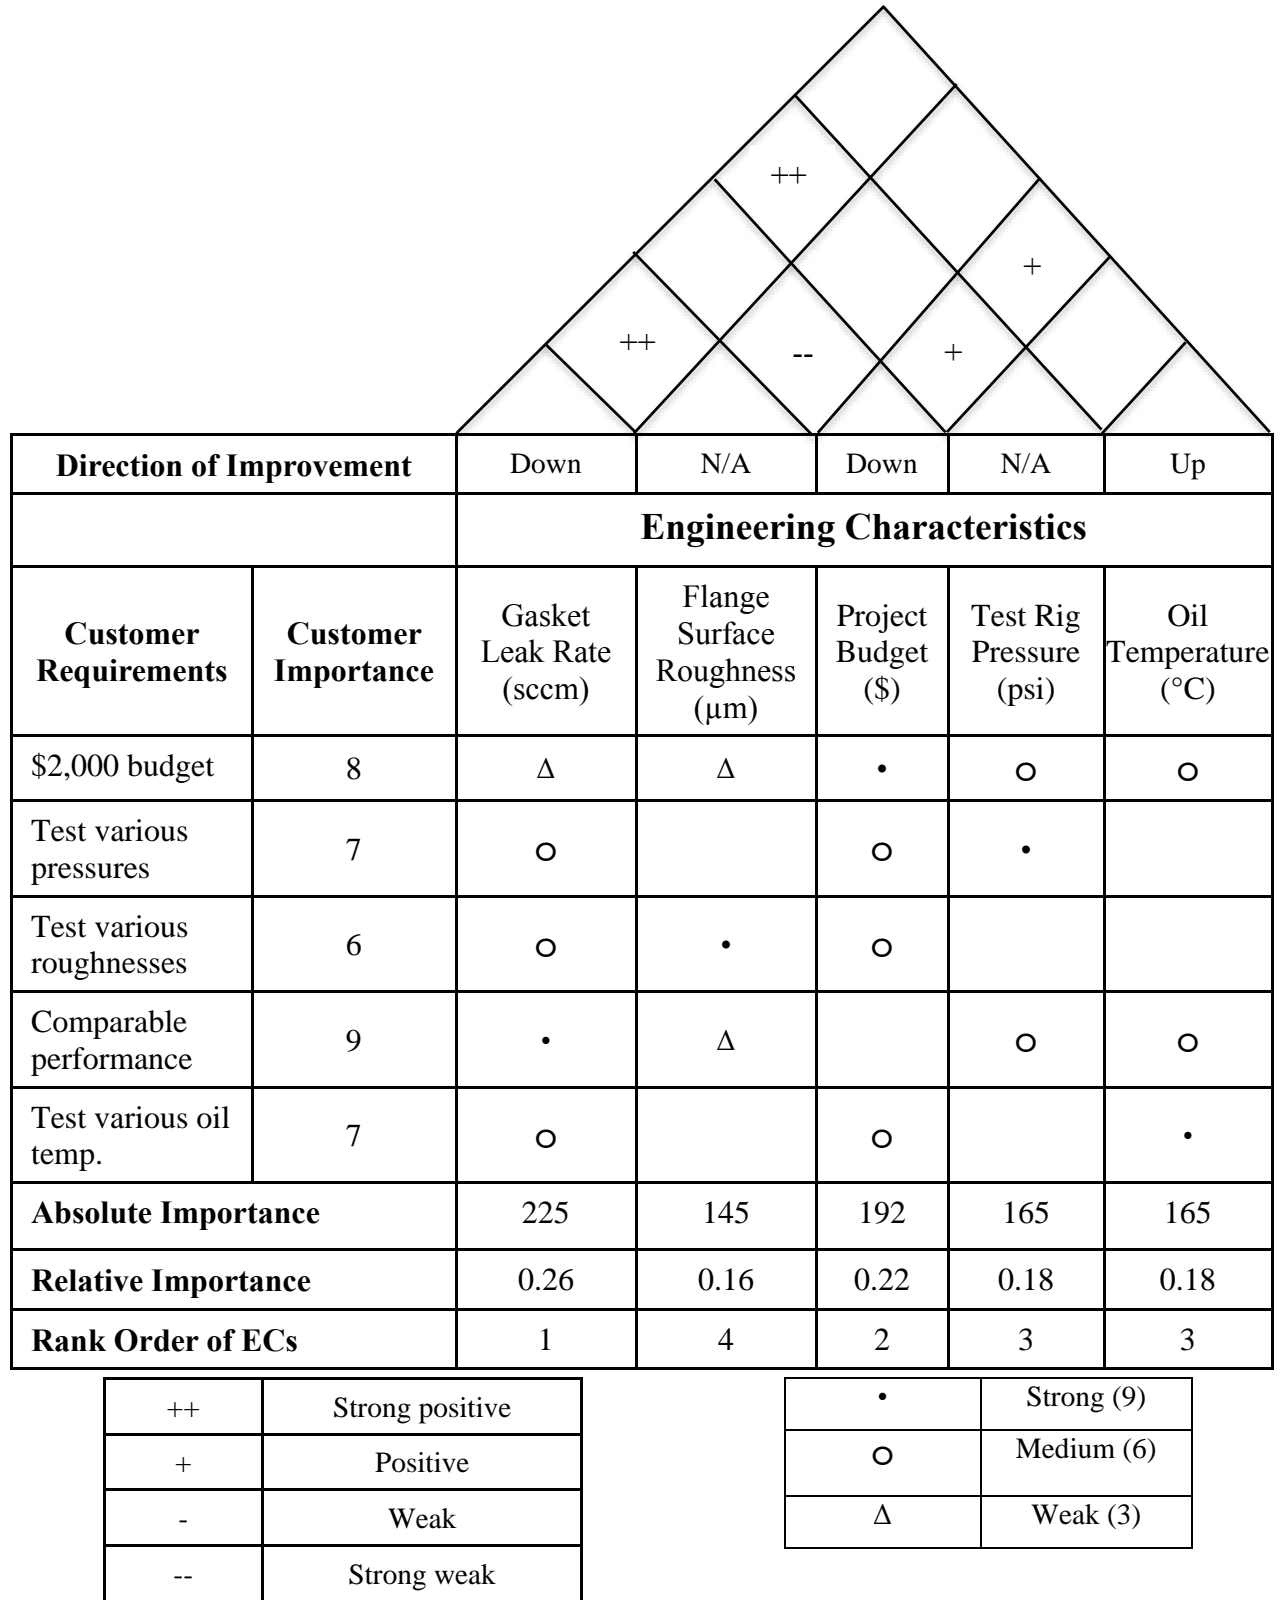 ++
+
++
--
+
Direction of Improvement Down N/A Down N/A Up
Engineering Characteristics
Customer
Requirements
Customer
Importance
Gasket
Leak Rate
(sccm)
Flange
Surface
Roughness
(µm)
Project
Budget
($)
Test Rig
Pressure
(psi)
Oil
Temperature
(°C)
$2,000 budget 8 Δ Δ • o o
Test various
pressures
7 o o •
Test various
roughnesses
6 o • o
Comparable
performance
9 • Δ o o
Test various oil
temp.
7 o o •
Absolute Importance 225 145 192 165 165
Relative Importance 0.26 0.16 0.22 0.18 0.18
Rank Order of ECs 1 4 2 3 3
++ Strong positive
+ Positive
- Weak
-- Strong weak
• Strong (9)
o Medium (6)
Δ Weak (3)